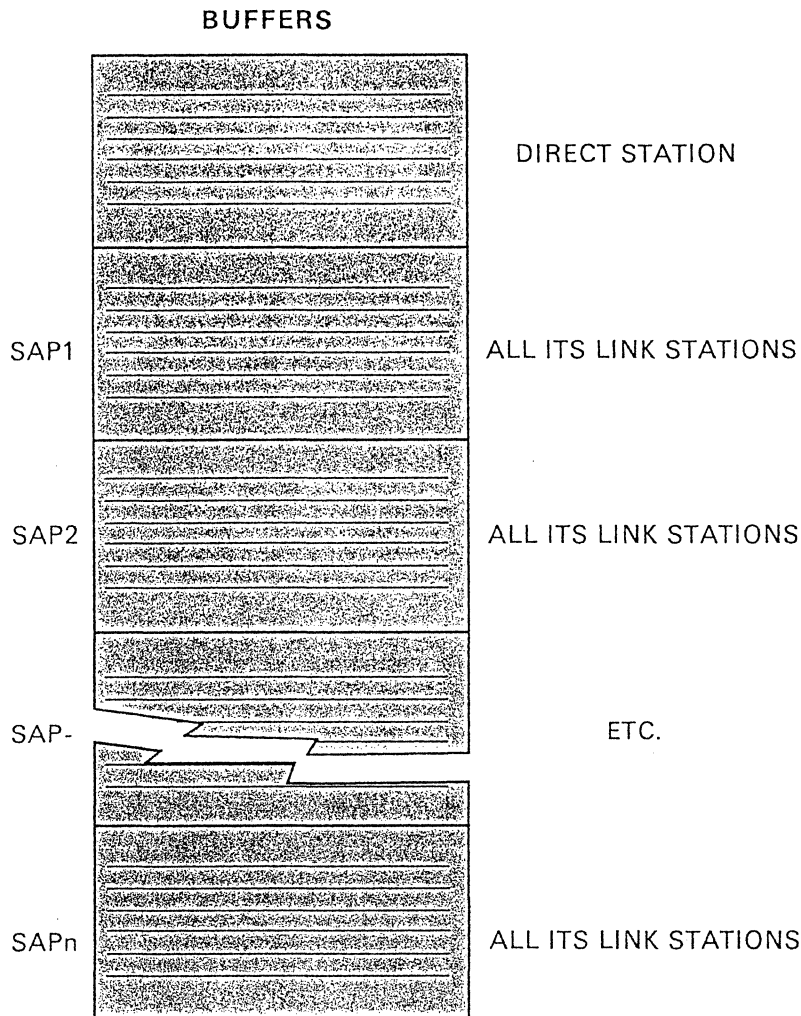 BUFFERS
DIRECT STATION
SAP1 ALL ITS LINK STATIONS
SAP2 ALL ITS LINK STATIONS
SAP- ETC.
SAPn ALL ITS LINK STATIONS